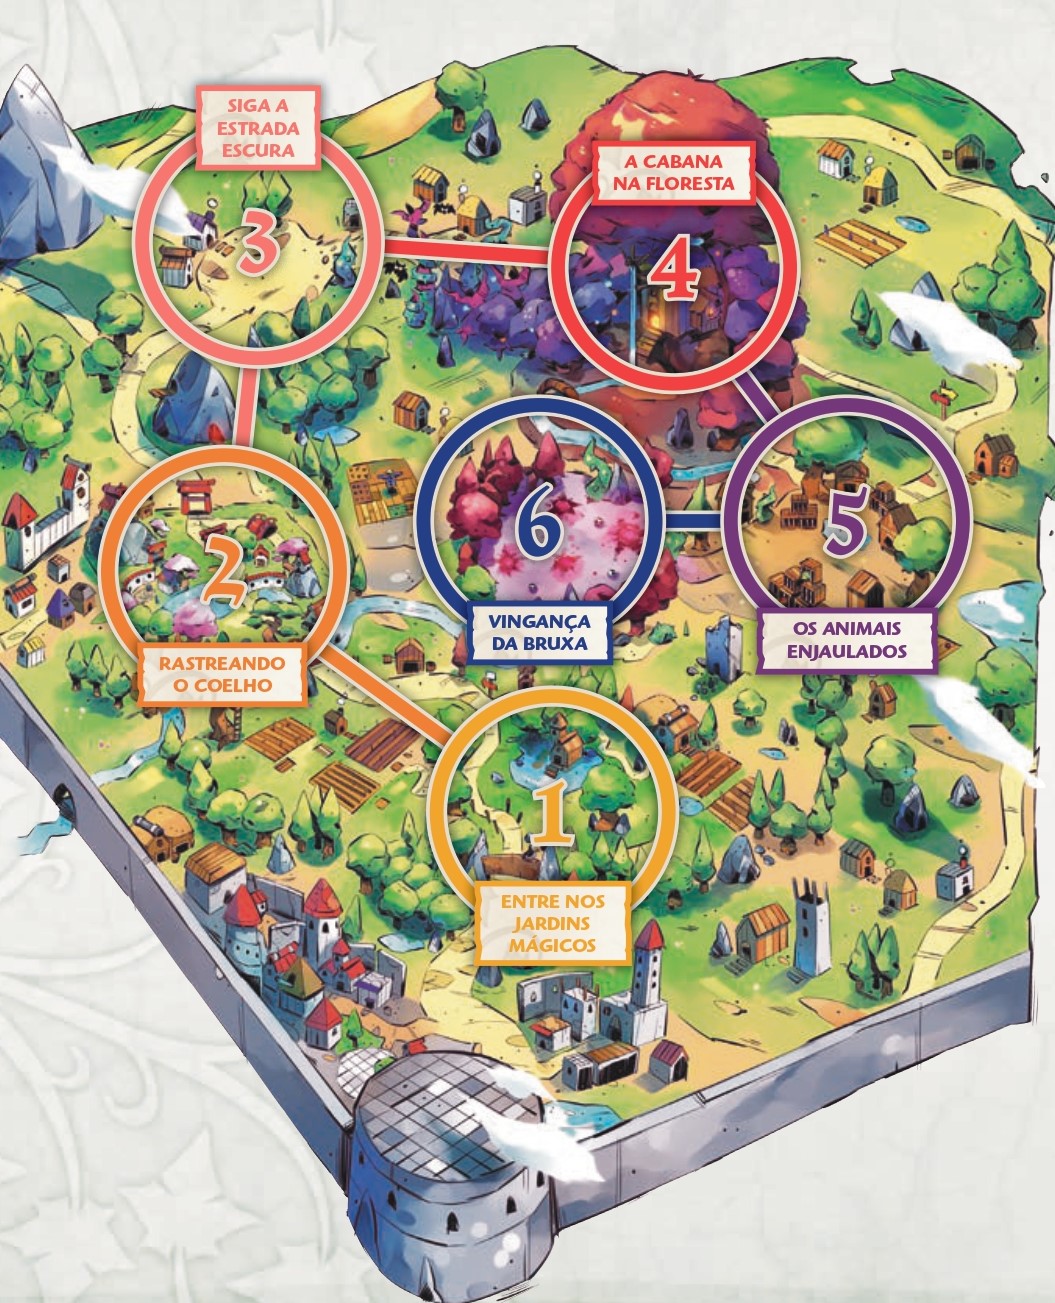 SIGA A
ESTRADA
ESCURA
3
A CABANA
NA FLORESTA
4
2
RASTREANDO
O COELHO
6
VINGANÇA
DA BRUXA
5
OS ANIMAIS
ENJAULADOS
1
ENTRE NOS
JARDINS
MÁGICOS